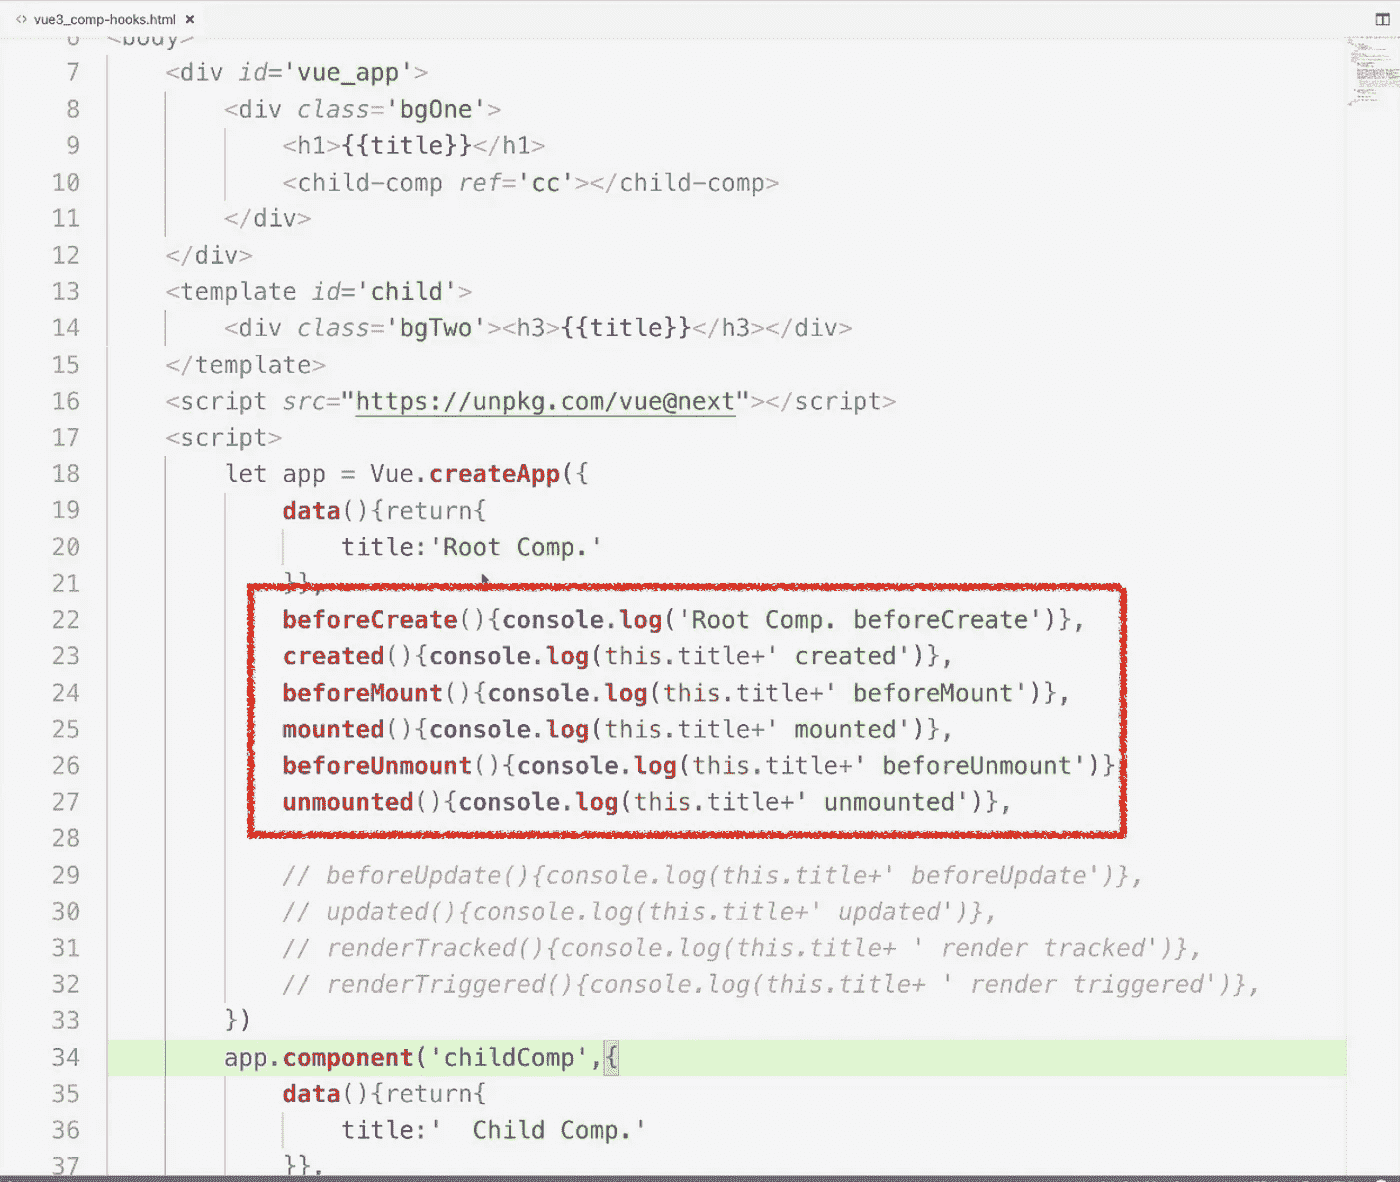 <> vue3_comp-hooks.html ×
6 <body>
7 <div id='vue_app'>
8 <div class='bgOne'>
9 <h1>{{title}}</h1>
10 <child-comp ref='cc'></child-comp>
11 </div>
12 </div>
13 <template id='child'>
14 <div class='bgTwo'><h3>{{title}}</h3></div>
15 </template>
16 <script src="https://unpkg.com/vue@next"></script>
17 <script>
18 let app = Vue.createApp({
19 data(){return{
20 title:'Root Comp.'
21 }},
22 beforeCreate(){console.log('Root Comp. beforeCreate')},
23 created(){console.log(this.title+' created')},
24 beforeMount(){console.log(this.title+' beforeMount')},
25 mounted(){console.log(this.title+' mounted')},
26 beforeUnmount(){console.log(this.title+' beforeUnmount')}
27 unmounted(){console.log(this.title+' unmounted')},
28
29 // beforeUpdate(){console.log(this.title+' beforeUpdate')},
30 // updated(){console.log(this.title+' updated')},
31 // renderTracked(){console.log(this.title+ ' render tracked')},
32 // renderTriggered(){console.log(this.title+ ' render triggered')},
33 })
34 app.component('childComp',{
35 data(){return{
36 title:'  Child Comp.'
37 }},